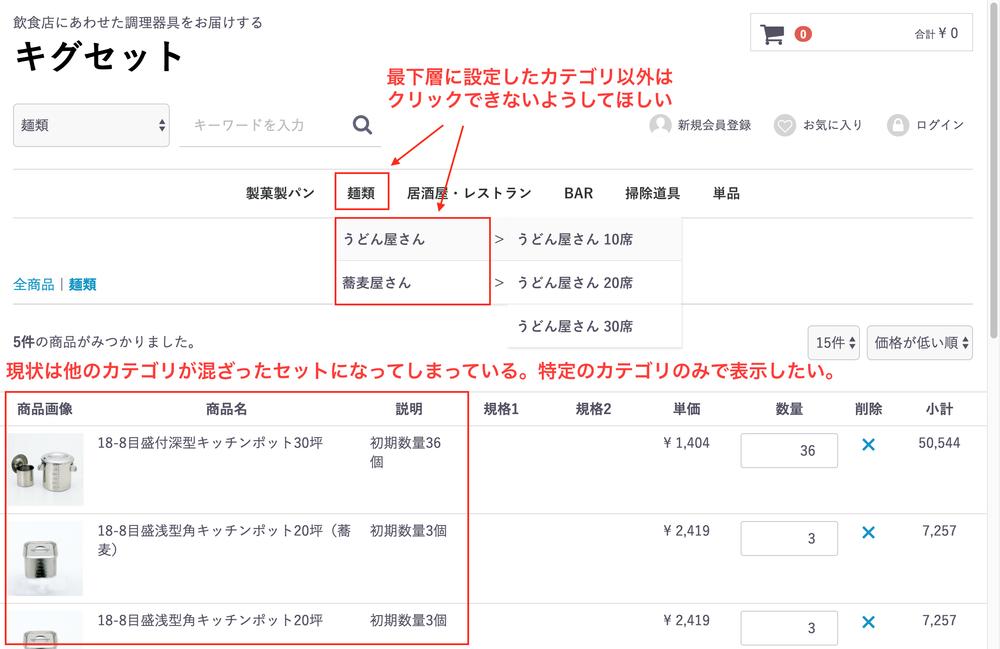 飲食店にあわせた調理器具をお届けする
キグセット
0
合計 ¥ 0
最下層に設定したカテゴリ以外は
クリックできないようしてほしい
麺類
キーワードを入力
新規会員登録
お気に入り
ログイン
製菓製パン
麺類
居酒屋・レストラン
BAR
掃除道具
単品
うどん屋さん
> うどん屋さん 10席
蕎麦屋さん
> うどん屋さん 20席
うどん屋さん 30席
全商品 | 麺類
5件の商品がみつかりました。
15件
価格が低い順
現状は他のカテゴリが混ざったセットになってしまっている。特定のカテゴリのみで表示したい。
商品画像 商品名 説明 規格1 規格2 単価 数量 削除 小計
18-8目盛付深型キッチンポット30坪 初期数量36 ¥ 1,404 36 50,544
個
18-8目盛浅型角キッチンポット20坪（蕎 初期数量3個 ¥ 2,419 3 7,257
麦）
18-8目盛浅型角キッチンポット20坪 初期数量3個 ¥ 2,419 3 7,257